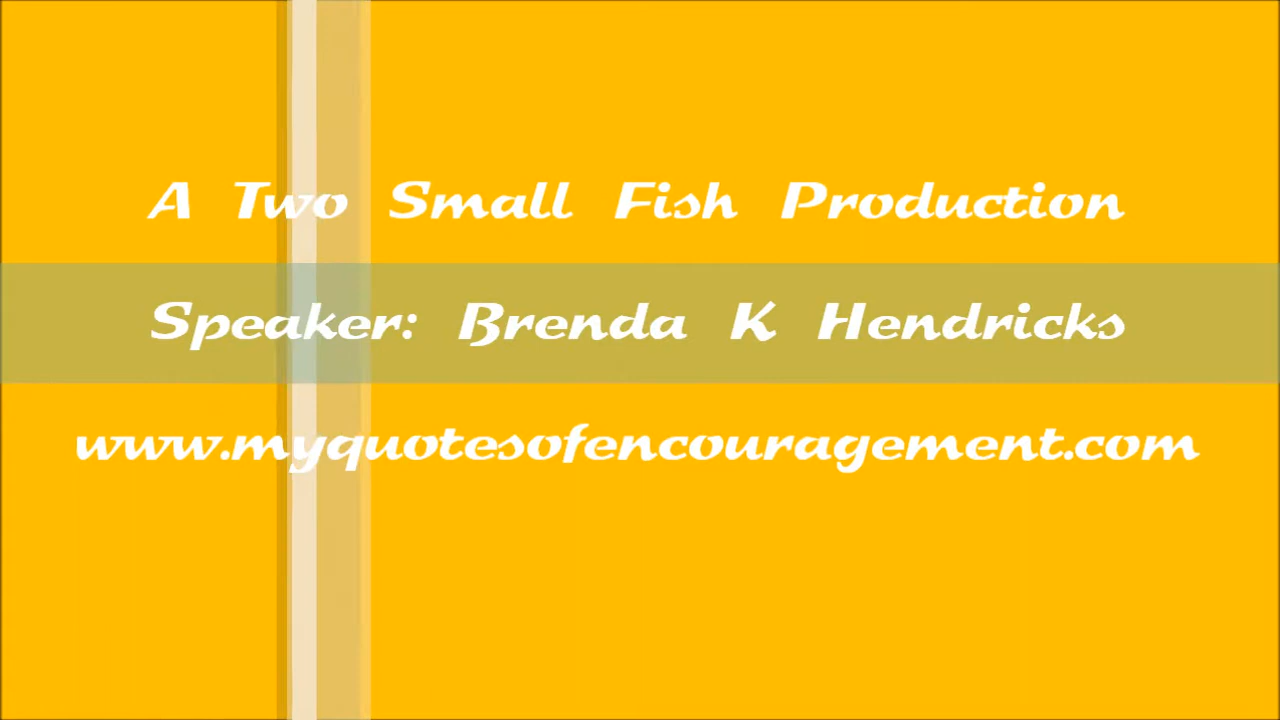 A Two Small Fish Production
Speaker: Brenda K Hendricks
www.myquotesofencouragement.com